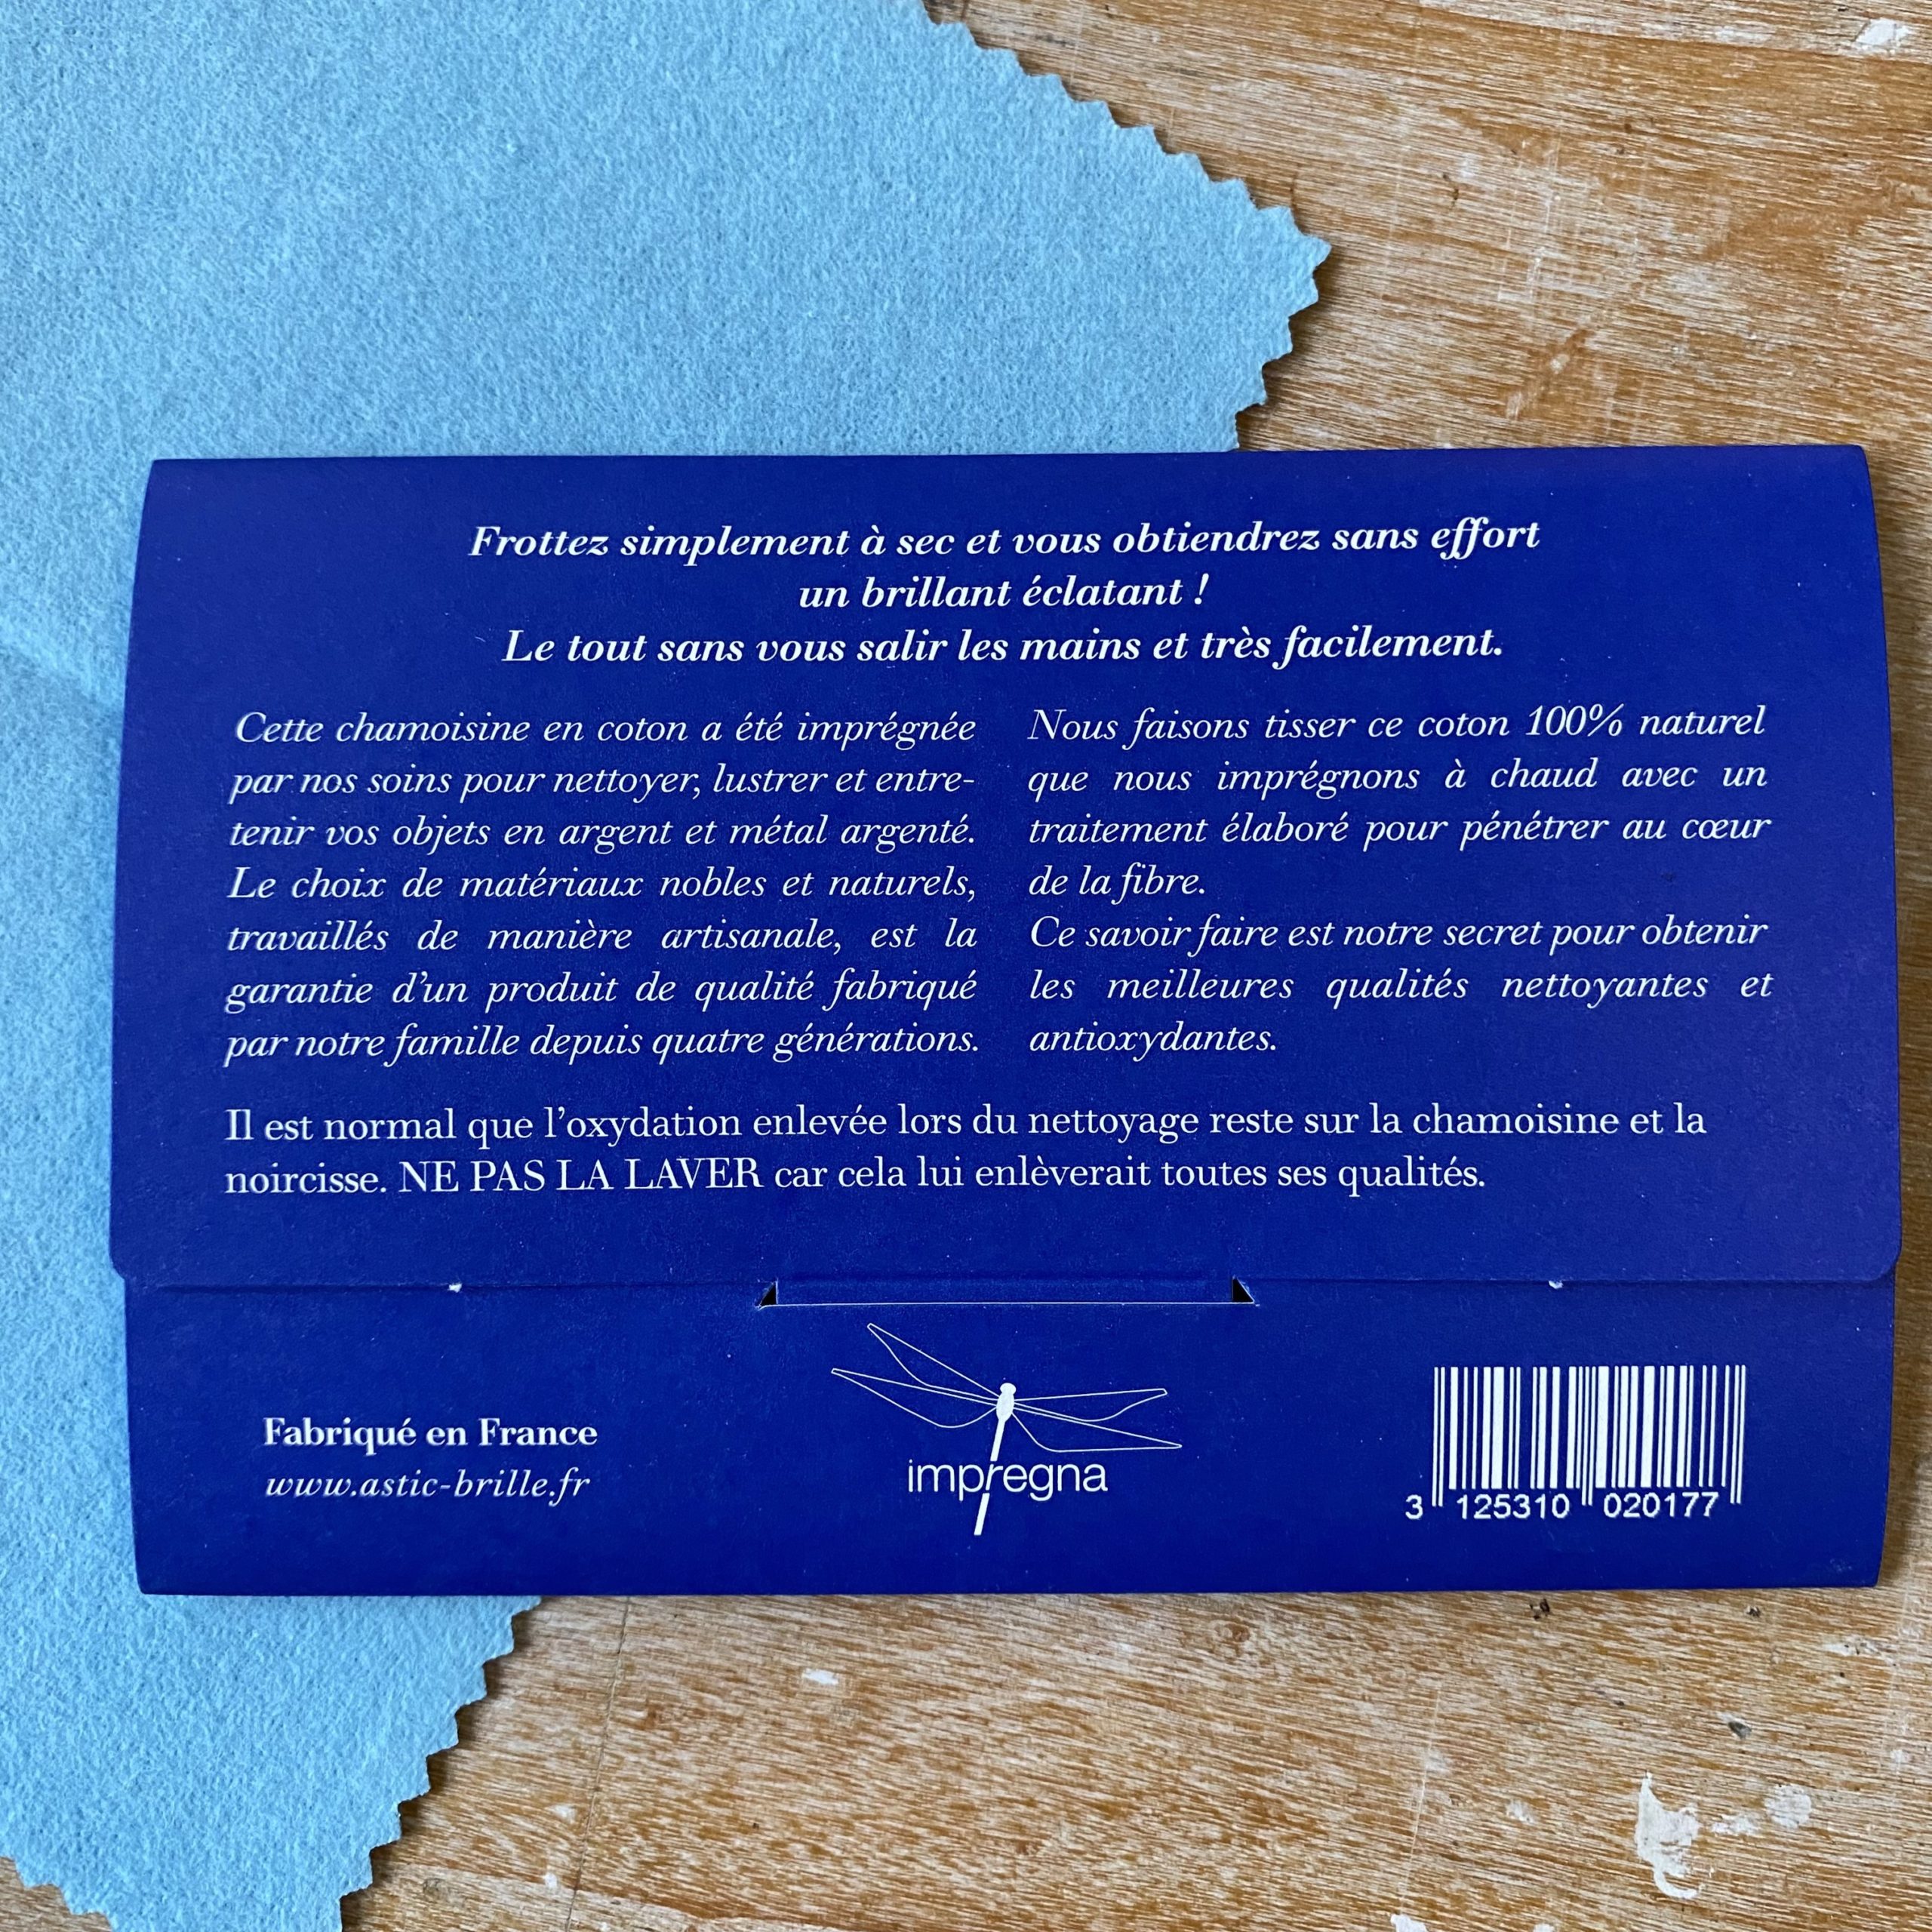 Frottez simplement à sec et vous obtiendrez sans effort
un brillant éclatant !
Le tout sans vous salir les mains et très facilement.
Cette chamoisine en coton a été imprégnée
par nos soins pour nettoyer, lustrer et entre-
tenir vos objets en argent et métal argenté.
Le choix de matériaux nobles et naturels,
travaillés de manière artisanale, est la
garantie d'un produit de qualité fabriqué
par notre famille depuis quatre générations.
Nous faisons tisser ce coton 100% naturel
que nous imprégnons à chaud avec un
traitement élaboré pour pénétrer au cœur
de la fibre.
Ce savoir faire est notre secret pour obtenir
les meilleures qualités nettoyantes et
antioxydantes.
Il est normal que l'oxydation enlevée lors du nettoyage reste sur la chamoisine et la
noircisse. NE PAS LA LAVER car cela lui enlèverait toutes ses qualités.
Fabriqué en France
www.astic-brille.fr
impregna
3 125310 020177